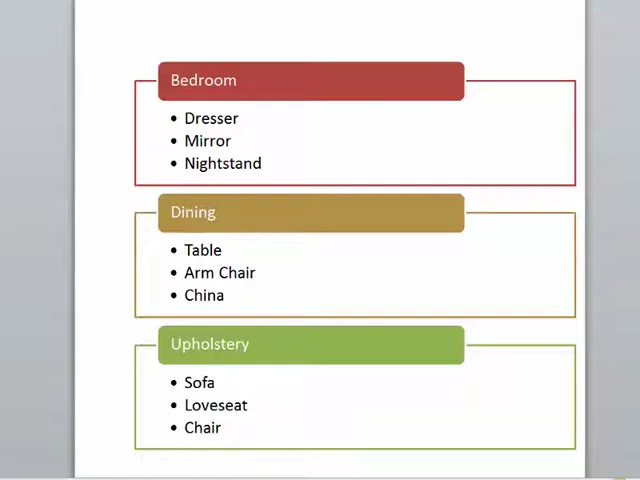 Bedroom
• Dresser
• Mirror
• Nightstand
Dining
• Table
• Arm Chair
• China
Upholstery
• Sofa
• Loveseat
• Chair